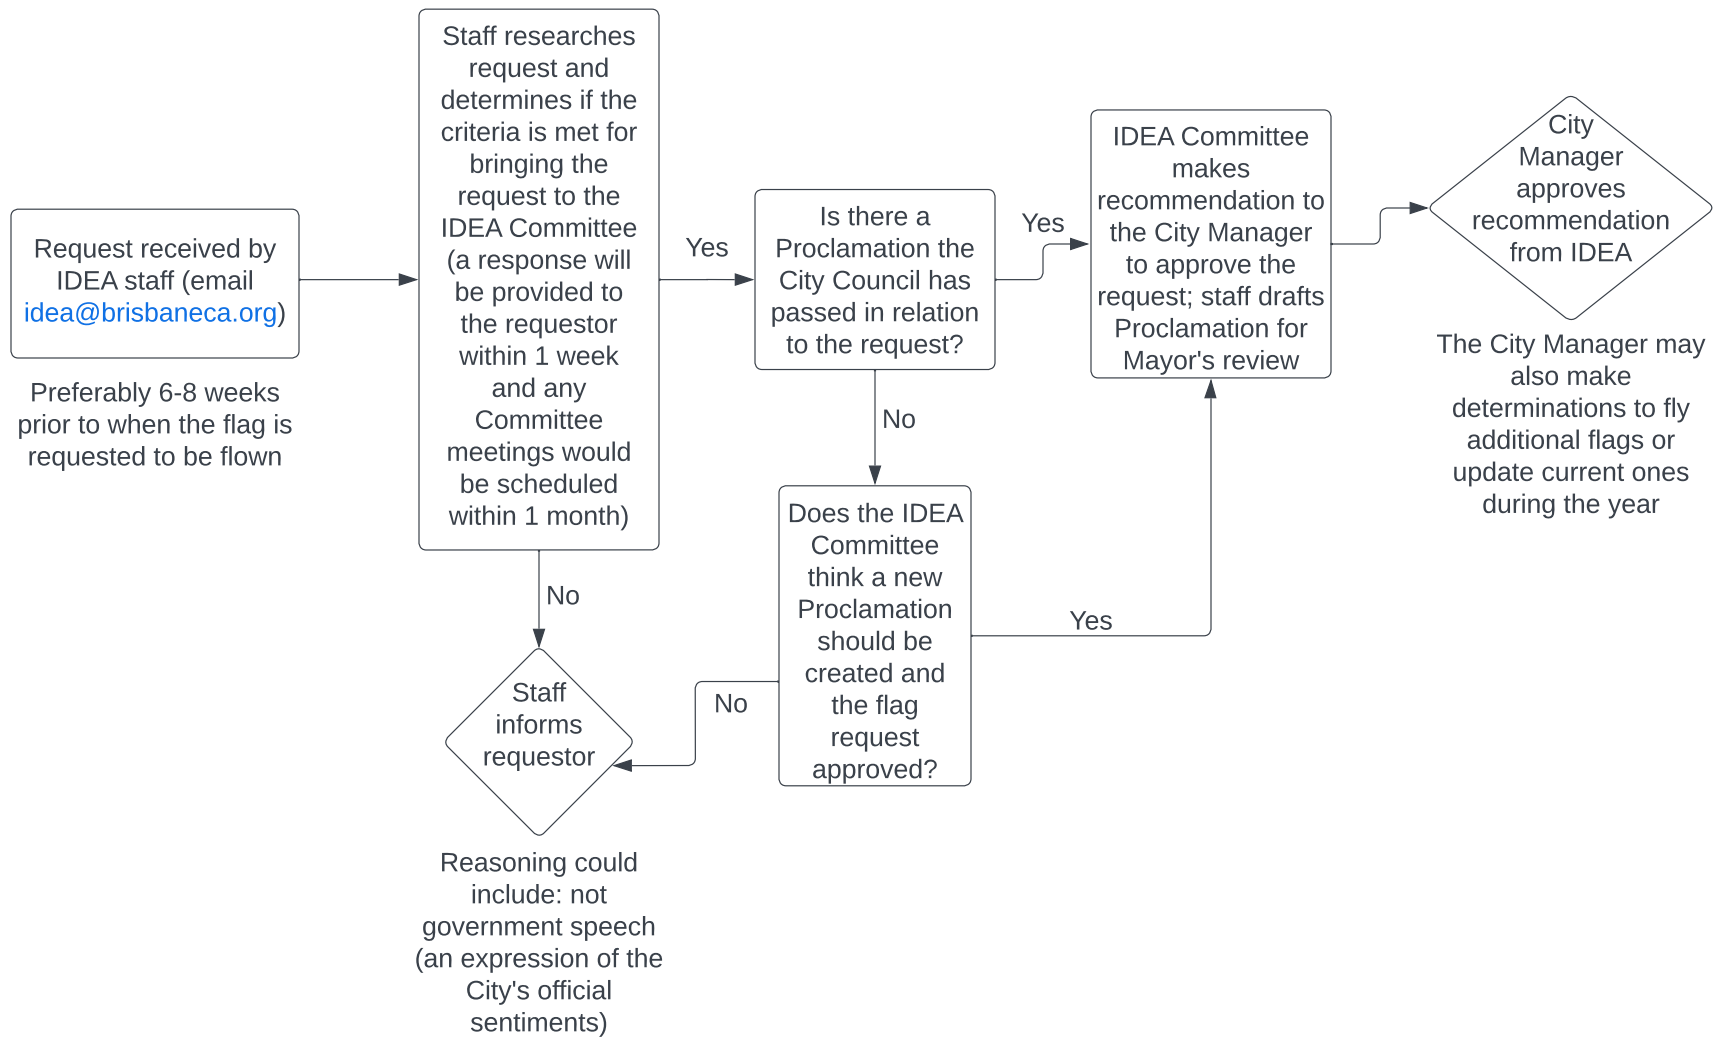 Request received by
IDEA staff (email
idea@brisbaneca.org)
Preferably 6-8 weeks
prior to when the flag is
requested to be flown
Staff researches
request and
determines if the
criteria is met for
bringing the
request to the
IDEA Committee
(a response will
be provided to
the requestor
within 1 week
and any
Committee
meetings would
be scheduled
within 1 month)
Yes
No
Staff
informs
requestor
Reasoning could
include: not
government speech
(an expression of the
City's official
sentiments)
Is there a
Proclamation the
City Council has
passed in relation
to the request?
Yes
No
Does the IDEA
Committee
think a new
Proclamation
should be
created and
the flag
request
approved?
No
Yes
IDEA Committee
makes
recommendation to
the City Manager
to approve the
request; staff drafts
Proclamation for
Mayor's review
City
Manager
approves
recommendation
from IDEA
The City Manager may
also make
determinations to fly
additional flags or
update current ones
during the year